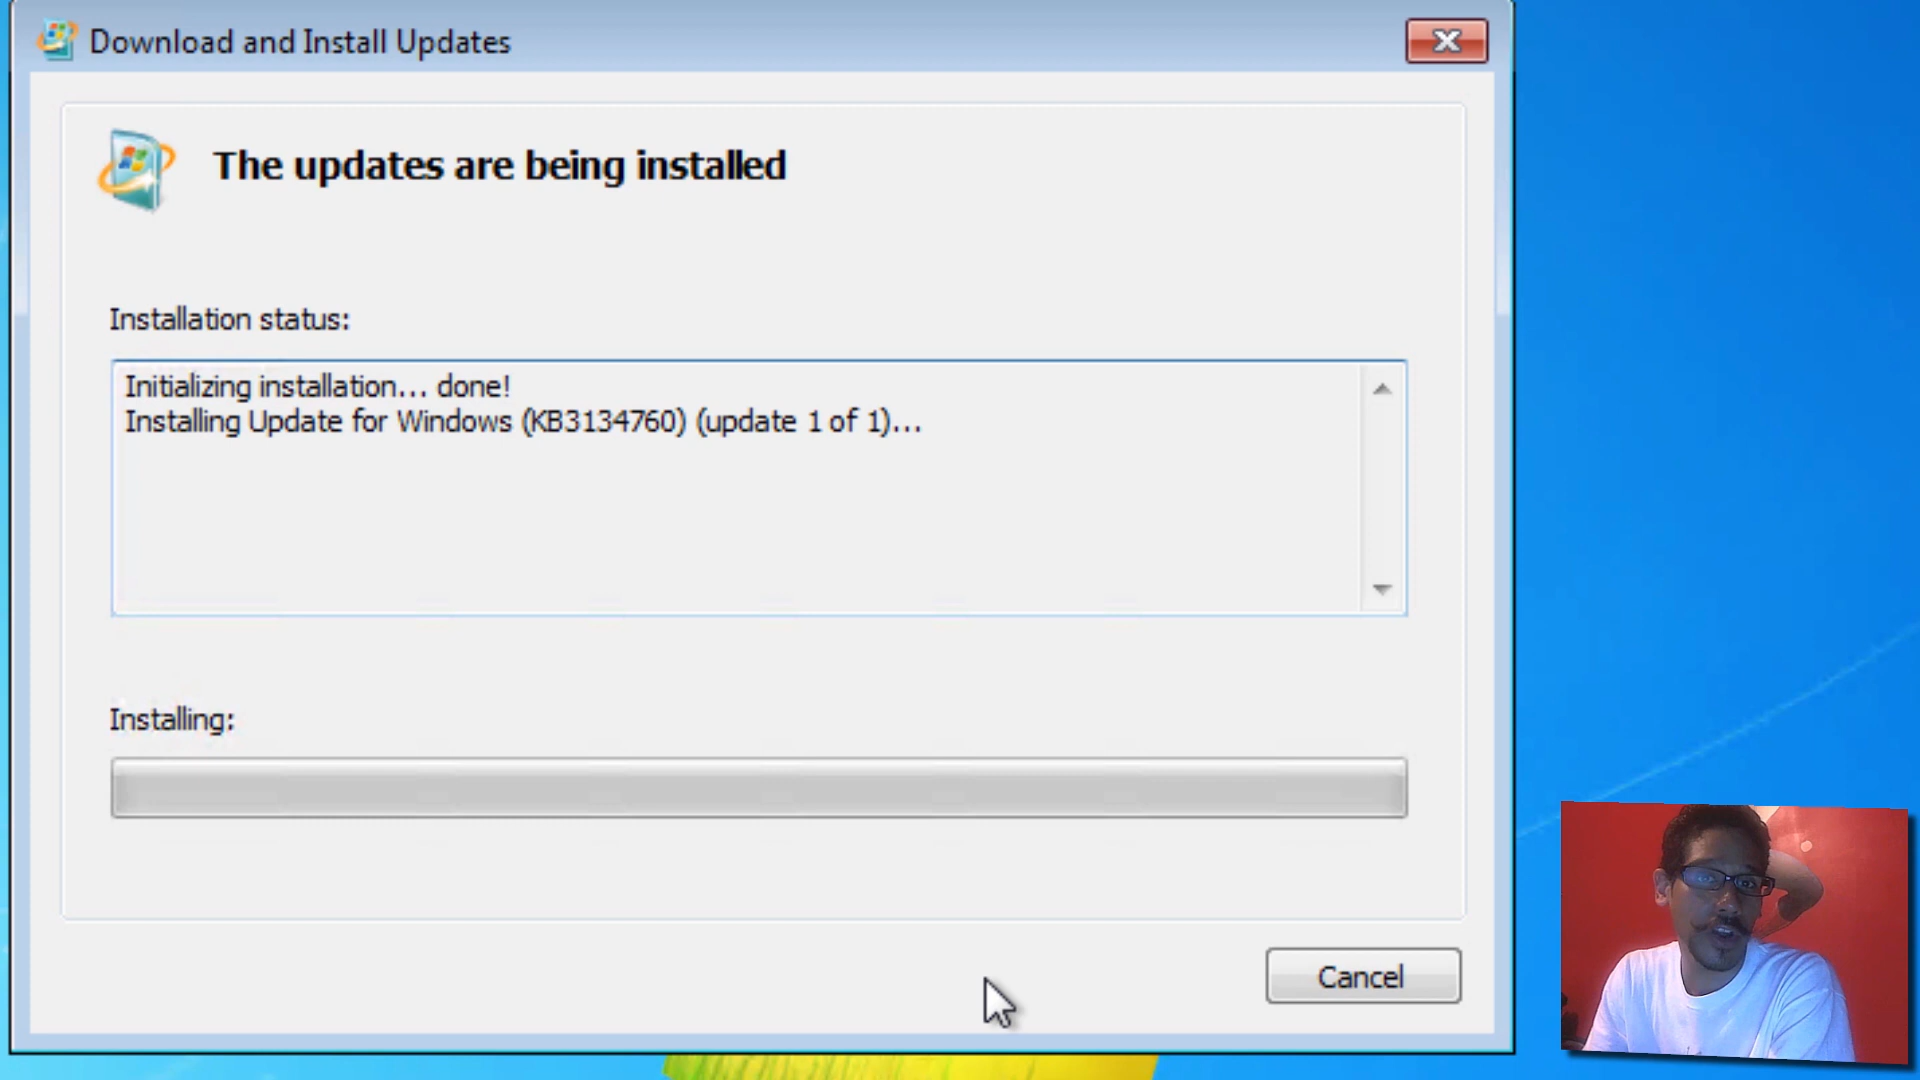 Download and Install Updates
The updates are being installed
Installation status:
Initializing installation... done!
Installing Update for Windows (KB3134760) (update 1 of 1)...
Installing:
Cancel